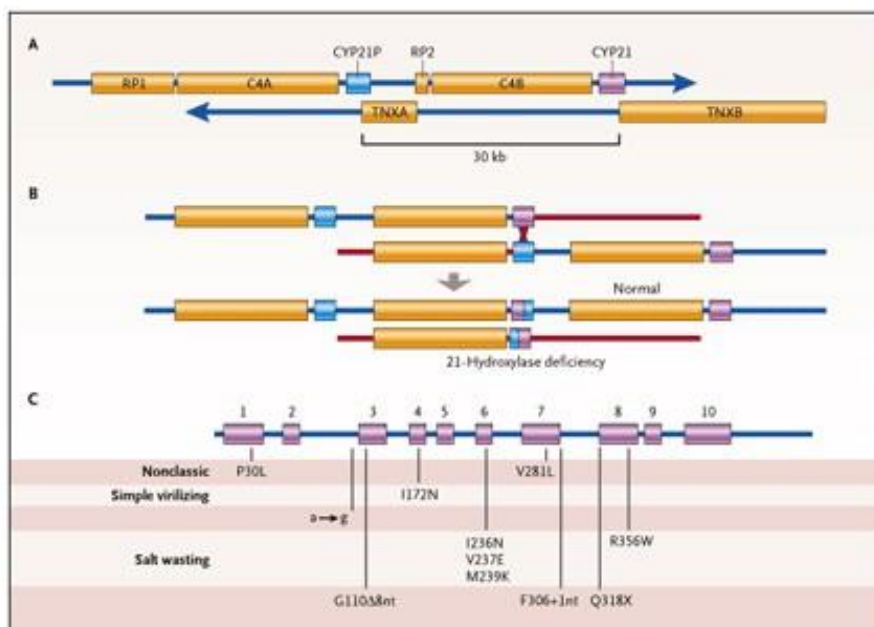 A
CYP21P RP2 CYP21
RP1 C4A C4B
TNXA TNXB
30 kb
B
Normal
21-Hydroxylase deficiency
C
1 2 3 4 5 6 7 8 9 10
Nonclassic P30L V281L
Simple virilizing I172N
a→g
I236N R356W
Salt wasting V237E
M239K
G110Δ8nt F306+1nt Q318X